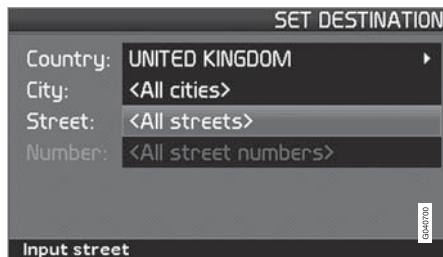 SET DESTINATION
Country: UNITED KINGDOM
City: <All cities>
Street: <All streets>
Number: <All street numbers>
Input street
G040700